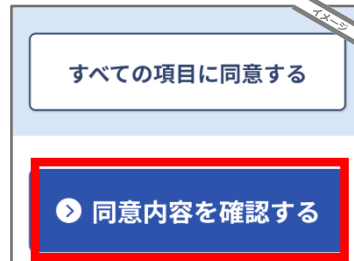 イメージ
すべての項目に同意する
同意内容を確認する